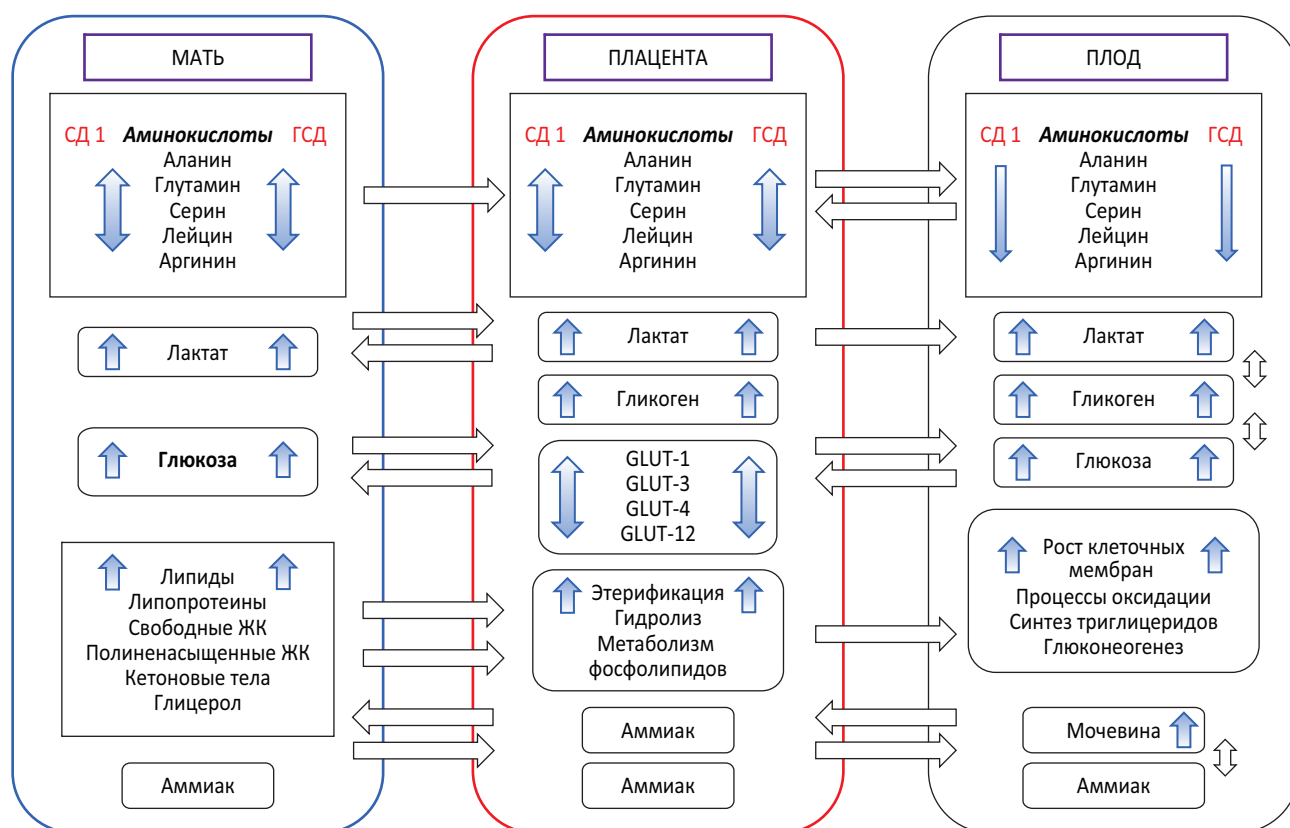 МАТЬ
СД 1 Аминокислоты ГСД
Аланин
Глутамин
Серин
Лейцин
Аргинин
Лактат
Глюкоза
Липиды
Липопротеины
Свободные ЖК
Полиненасыщенные ЖК
Кетоновые тела
Глицерол
Аммиак
ПЛАЦЕНТА
СД 1 Аминокислоты ГСД
Аланин
Глутамин
Серин
Лейцин
Аргинин
Лактат
Гликоген
GLUT-1
GLUT-3
GLUT-4
GLUT-12
Этерификация
Гидролиз
Метаболизм
фосфолипидов
Аммиак
Аммиак
ПЛОД
СД 1 Аминокислоты ГСД
Аланин
Глутамин
Серин
Лейцин
Аргинин
Лактат
Гликоген
Глюкоза
Рост клеточных
мембран
Процессы оксидации
Синтез триглицеридов
Глюконеогенез
Мочевина
Аммиак